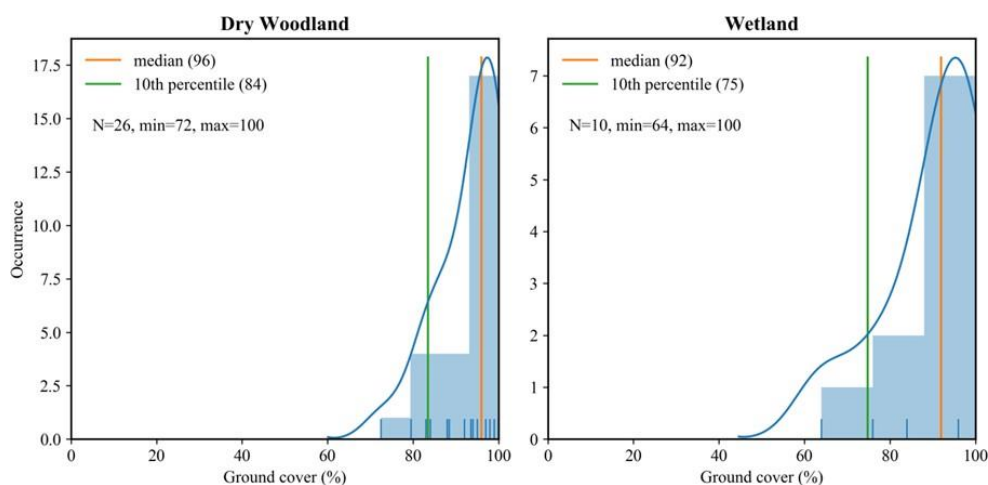 Dry Woodland
median (96)
10th percentile (84)
N=26, min=72, max=100
17.5
15.0
12.5
10.0
7.5
5.0
2.5
0.0
Occurrence
0 20 40 60 80 100
Ground cover (%)
Wetland
median (92)
10th percentile (75)
N=10, min=64, max=100
7
6
5
4
3
2
1
0
0 20 40 60 80 100
Ground cover (%)